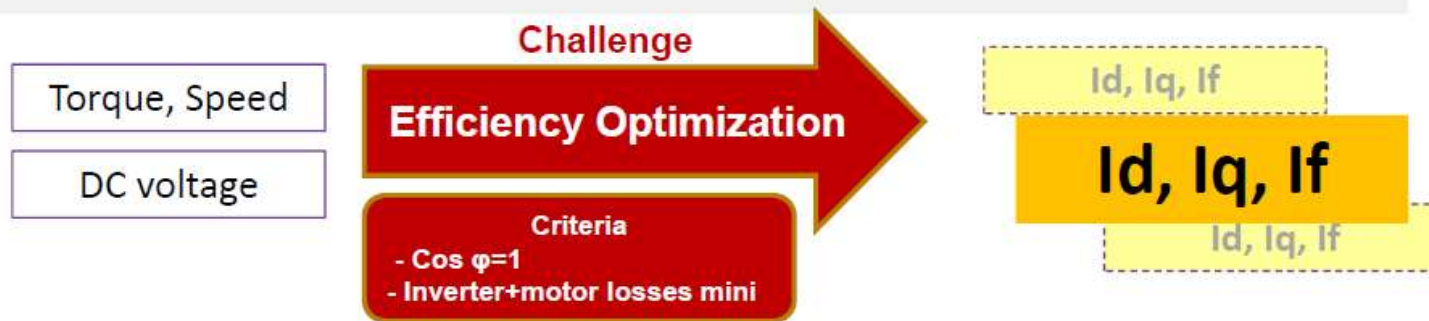 Challenge
Torque, Speed
DC voltage
Efficiency Optimization
Criteria
- Cos φ=1
- Inverter+motor losses mini
Id, Iq, If
Id, Iq, If
Id, Iq, If